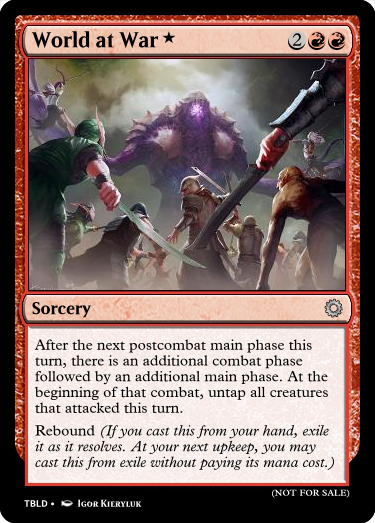 World at War ★ 2
Sorcery
After the next postcombat main phase this
turn, there is an additional combat phase
followed by an additional main phase. At the
beginning of that combat, untap all creatures
that attacked this turn.
Rebound (If you cast this from your hand, exile
it as it resolves. At your next upkeep, you may
cast this from exile without paying its mana cost.)
(NOT FOR SALE)
TBLD • Igor Kieryluk